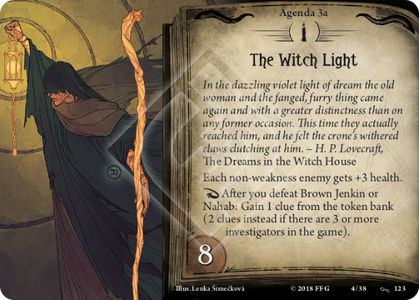 Agenda 3a
The Witch Light
In the dazzling violet light of dream the old
woman and the fanged, furry thing came
again and with a greater distinctness than on
any former occasion. This time they actually
reached him, and he felt the crone's withered
claws clutching at him. – H. P. Lovecraft,
The Dreams in the Witch House
Each non-weakness enemy gets +3 health.
After you defeat Brown Jenkin or
Nahab: Gain 1 clue from the token bank
(2 clues instead if there are 3 or more
investigators in the game).
8
Illus. Lenka Šimečková
© 2018 FFG
4/38
123